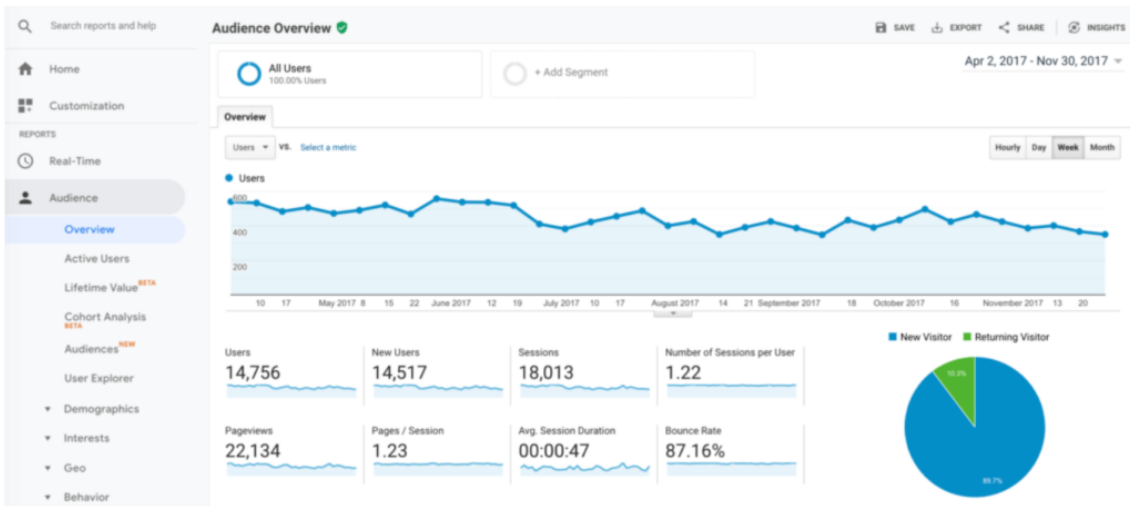 Search reports and help
Home
Customization
REPORTS
Real-Time
Audience
Overview
Active Users
Lifetime Value BETA
Cohort Analysis
BETA
Audiences NEW
User Explorer
Demographics
Interests
Geo
Behavior
Audience Overview
SAVE EXPORT SHARE INSIGHTS
All Users
100.00% Users
+ Add Segment
Apr 2, 2017 - Nov 30, 2017
Overview
Users VS. Select a metric
Hourly Day Week Month
Users
600
400
200
10 17 May 2017 8 15 22 June 2017 12 19 July 2017 10 17 August 2017 14 21 September 2017 18 October 2017 16 November 2017 13 20
Users
14,756
New Users
14,517
Sessions
18,013
Number of Sessions per User
1.22
Pageviews
22,134
Pages / Session
1.23
Avg. Session Duration
00:00:47
Bounce Rate
87.16%
New Visitor Returning Visitor
10.3%
89.7%